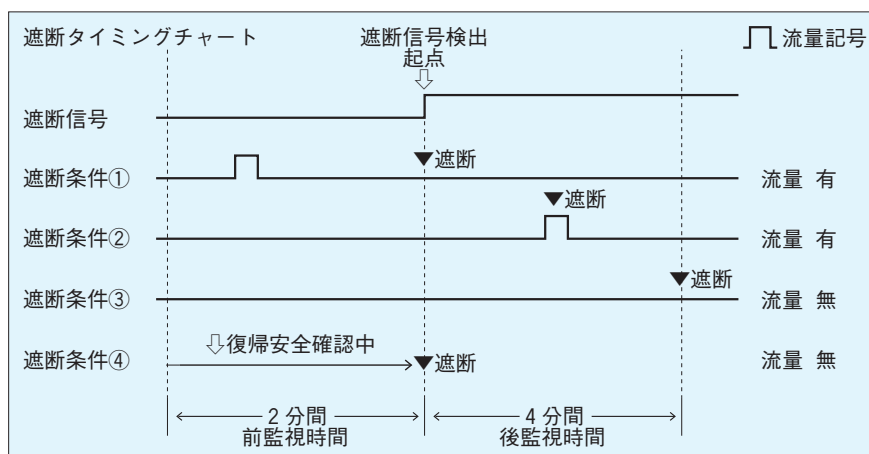 遮断タイミングチャート
遮断信号検出
起点
流量記号
遮断信号
遮断条件① 遮断 流量 有
遮断条件② 遮断 流量 有
遮断条件③ 遮断 流量 無
遮断条件④ 復帰安全確認中 遮断 流量 無
2分間 4分間
前監視時間 後監視時間